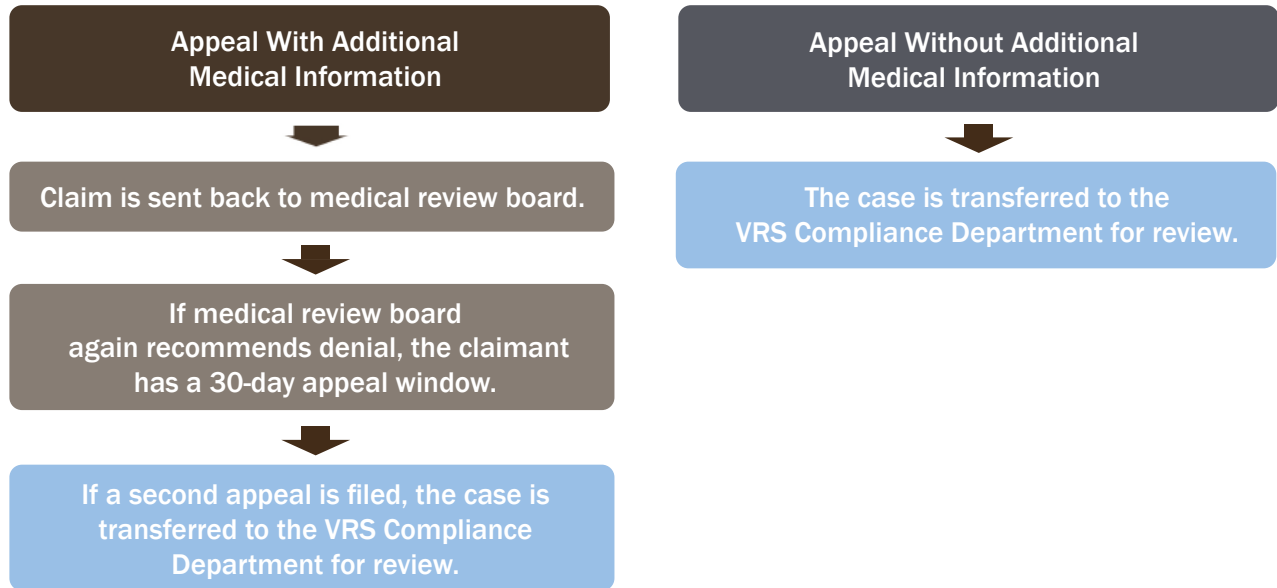 Appeal With Additional
Medical Information
Claim is sent back to medical review board.
If medical review board
again recommends denial, the claimant
has a 30-day appeal window.
If a second appeal is filed, the case is
transferred to the VRS Compliance
Department for review.
Appeal Without Additional
Medical Information
The case is transferred to the
VRS Compliance Department for review.